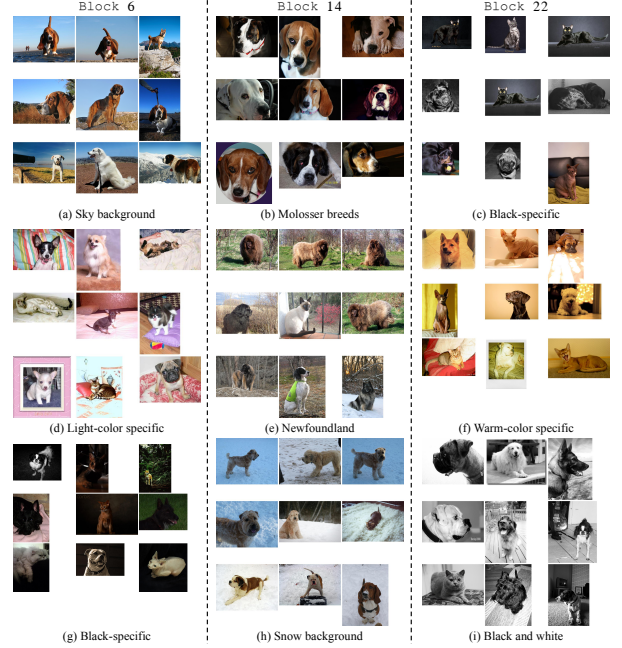 Block 6
Block 14
Block 22
(a) Sky background
(b) Molosser breeds
(c) Black-specific
(d) Light-color specific
(e) Newfoundland
(f) Warm-color specific
(g) Black-specific
(h) Snow background
(i) Black and white